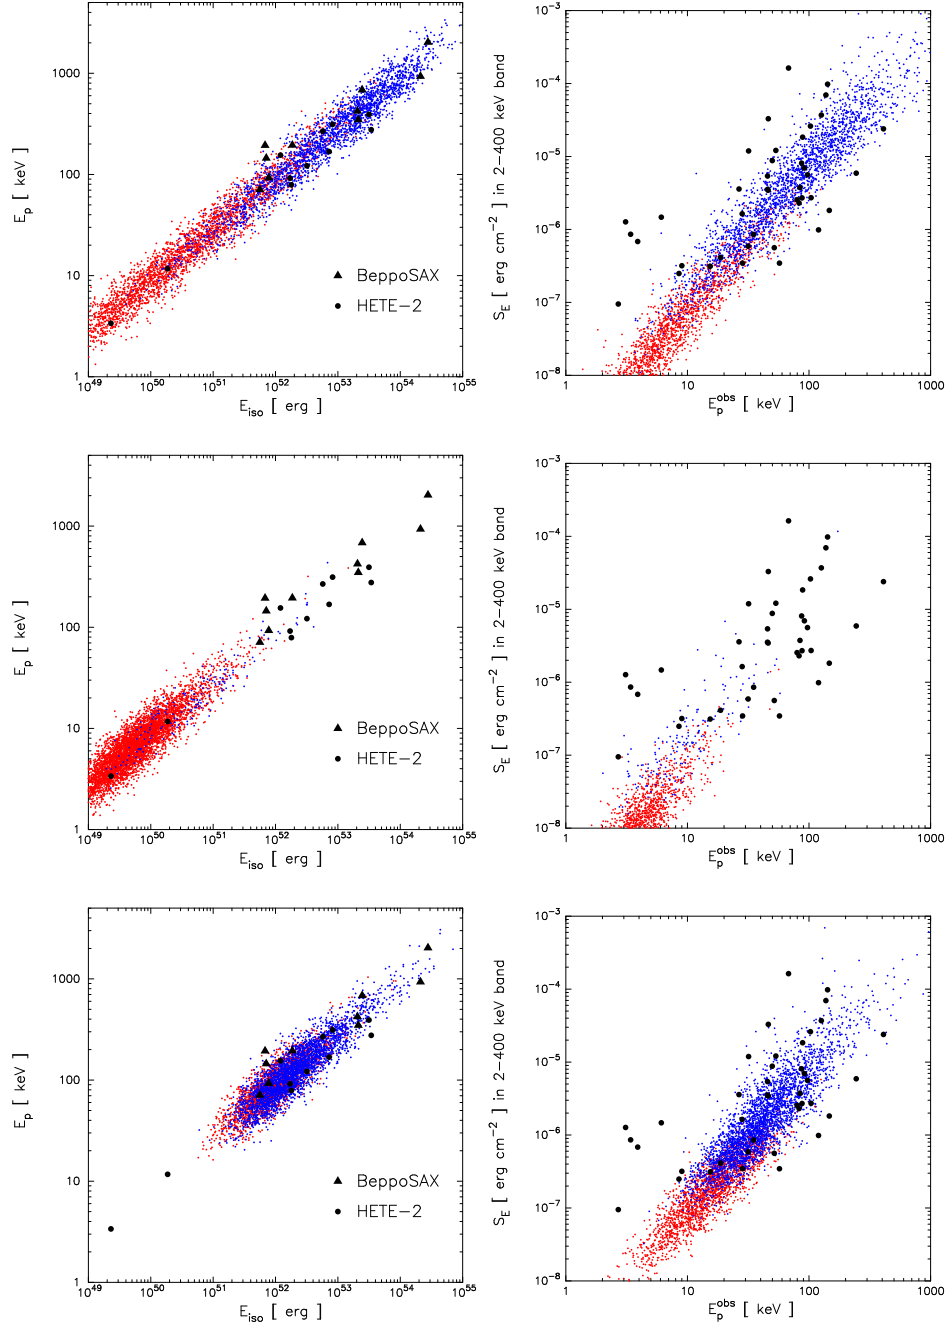 E_p [ keV ]
1000
100
10
1
10^49 10^50 10^51 10^52 10^53 10^54 10^55
E_iso [ erg ]
BeppoSAX
HETE−2
S_E [ erg cm^−2 ] in 2−400 keV band
10^−3
10^−4
10^−5
10^−6
10^−7
10^−8
1 10 100 1000
E_p^obs [ keV ]
E_p [ keV ]
1000
100
10
1
10^49 10^50 10^51 10^52 10^53 10^54 10^55
E_iso [ erg ]
BeppoSAX
HETE−2
S_E [ erg cm^−2 ] in 2−400 keV band
10^−3
10^−4
10^−5
10^−6
10^−7
10^−8
1 10 100 1000
E_p^obs [ keV ]
E_p [ keV ]
1000
100
10
1
10^49 10^50 10^51 10^52 10^53 10^54 10^55
E_iso [ erg ]
BeppoSAX
HETE−2
S_E [ erg cm^−2 ] in 2−400 keV band
10^−3
10^−4
10^−5
10^−6
10^−7
10^−8
1 10 100 1000
E_p^obs [ keV ]